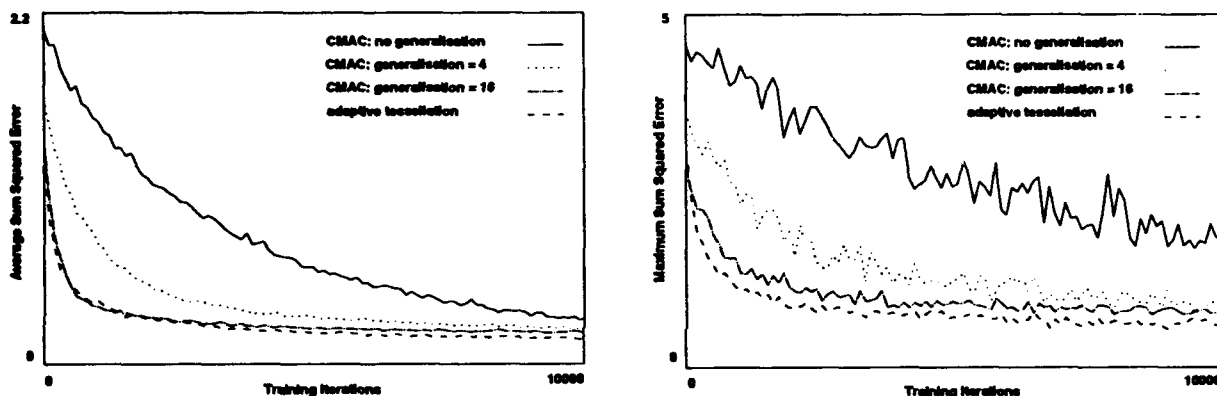 2.2
CMAC: no generalisation
CMAC: generalisation = 4
CMAC: generalisation = 16
adaptive tessellation
Average Sum Squared Error
0
0
10000
Training Iterations
5
CMAC: no generalisation
CMAC: generalisation = 4
CMAC: generalisation = 16
adaptive tessellation
Maximum Sum Squared Error
0
0
10000
Training Iterations